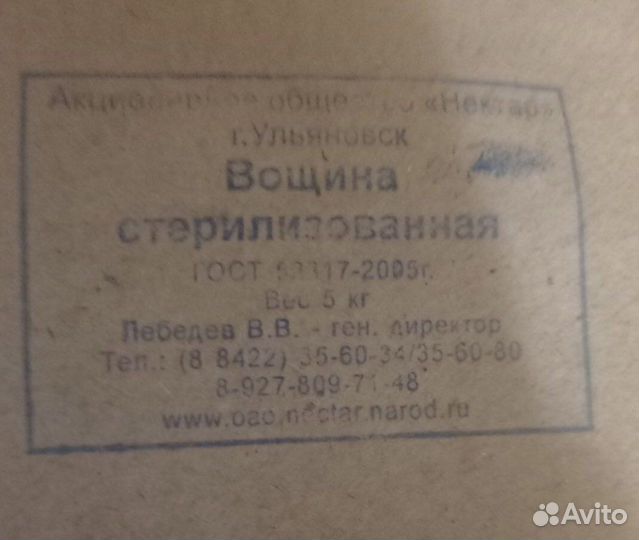 Акционерное общество «Нектар»
г.Ульяновск
Вощина
стерилизованная
ГОСТ
Вес 5 кг
Лебедев В.В. - ген. директор
Тел.: (8 8422) 35-60-34/35-60-80
8-927-809-71-48
www.oao.nectar.narod.ru
Avito